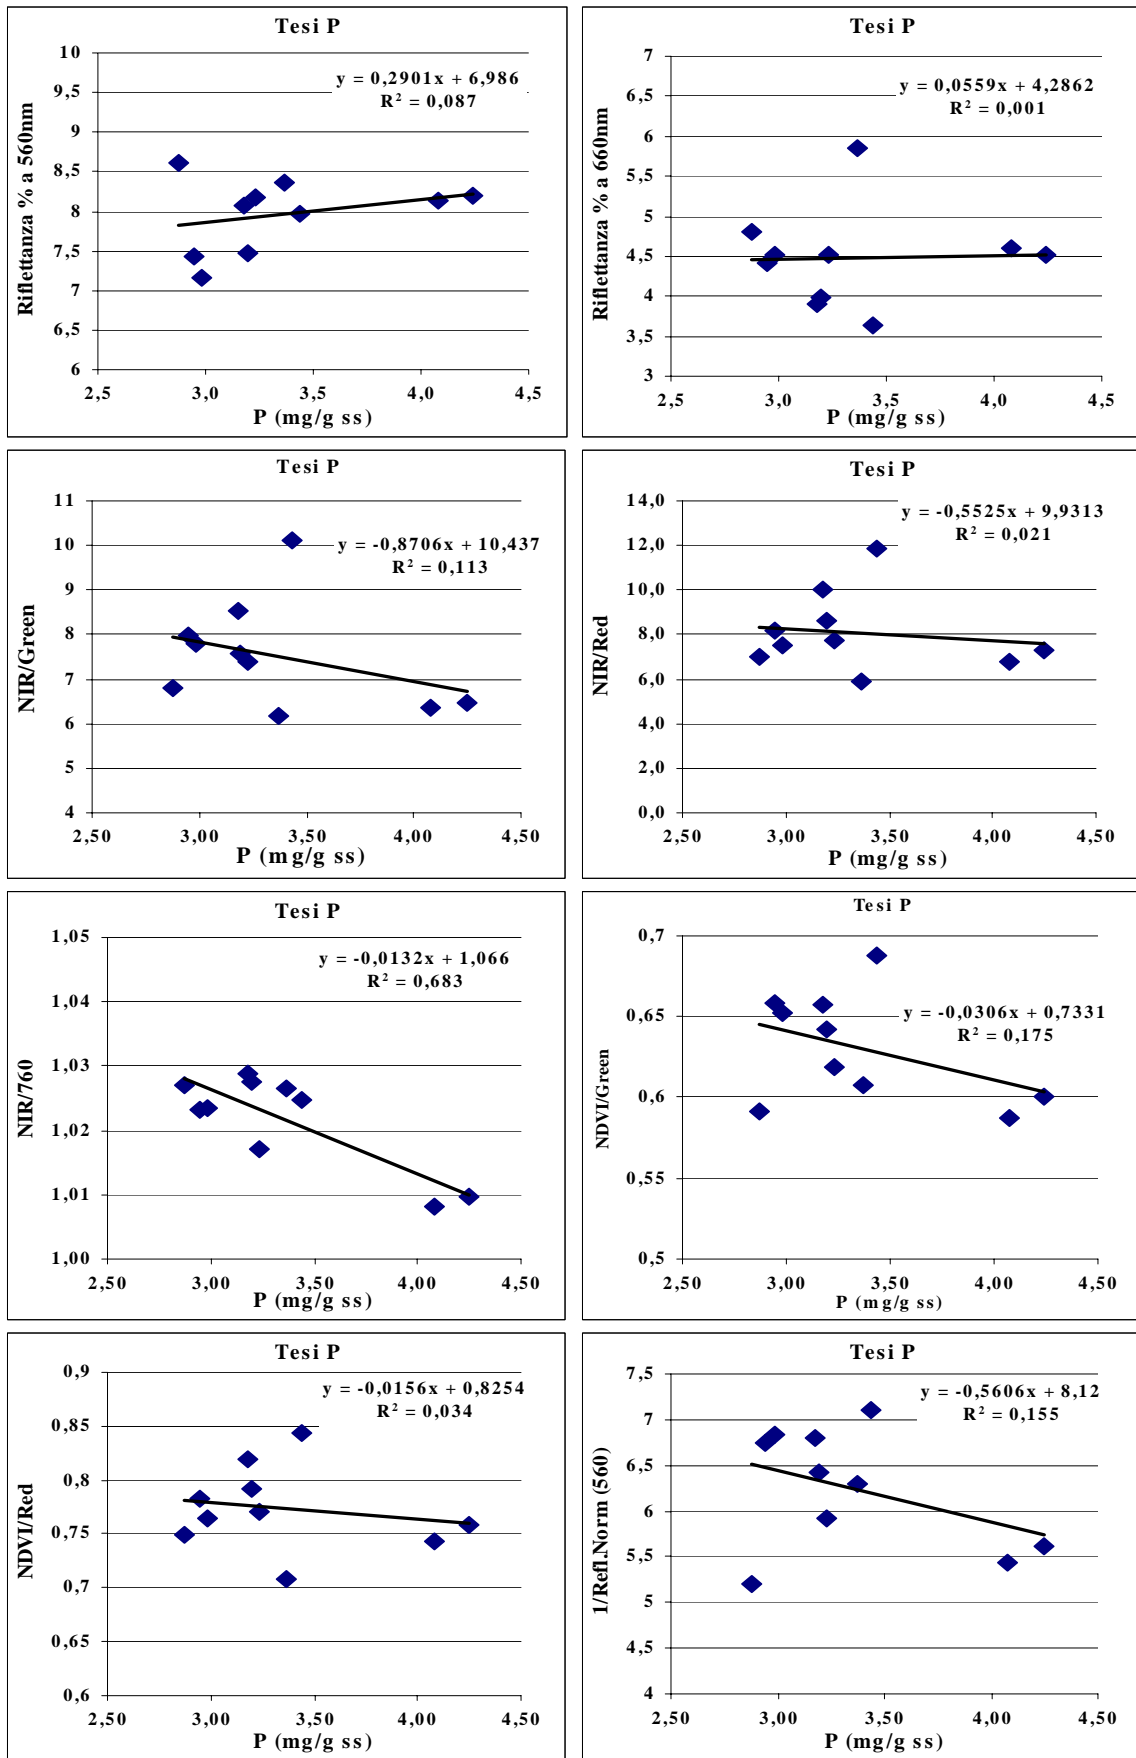 Tesi P
y = 0,2901x + 6,986
R² = 0,087
Riflettanza % a 560nm
10
9,5
9
8,5
8
7,5
7
6,5
6
2,5 3,0 3,5 4,0 4,5
P (mg/g ss)
Tesi P
y = 0,0559x + 4,2862
R² = 0,001
Riflettanza % a 660nm
7
6,5
6
5,5
5
4,5
4
3,5
3
2,5 3,0 3,5 4,0 4,5
P (mg/g ss)
Tesi P
y = -0,8706x + 10,437
R² = 0,113
NIR/Green
11
10
9
8
7
6
5
4
2,50 3,00 3,50 4,00 4,50
P (mg/g ss)
Tesi P
y = -0,5525x + 9,9313
R² = 0,021
NIR/Red
14,0
12,0
10,0
8,0
6,0
4,0
2,0
0,0
2,50 3,00 3,50 4,00 4,50
P (mg/g ss)
Tesi P
y = -0,0132x + 1,066
R² = 0,683
NIR/760
1,05
1,04
1,03
1,02
1,01
1,00
2,50 3,00 3,50 4,00 4,50
P (mg/g ss)
Tesi P
y = -0,0306x + 0,7331
R² = 0,175
NDVI/Green
0,7
0,65
0,6
0,55
0,5
2,50 3,00 3,50 4,00 4,50
P (mg/g ss)
Tesi P
y = -0,0156x + 0,8254
R² = 0,034
NDVI/Red
0,9
0,85
0,8
0,75
0,7
0,65
0,6
2,50 3,00 3,50 4,00 4,50
P (mg/g ss)
Tesi P
y = -0,5606x + 8,12
R² = 0,155
1/Refl.Norm (560)
7,5
7
6,5
6
5,5
5
4,5
4
2,50 3,00 3,50 4,00 4,50
P (mg/g ss)